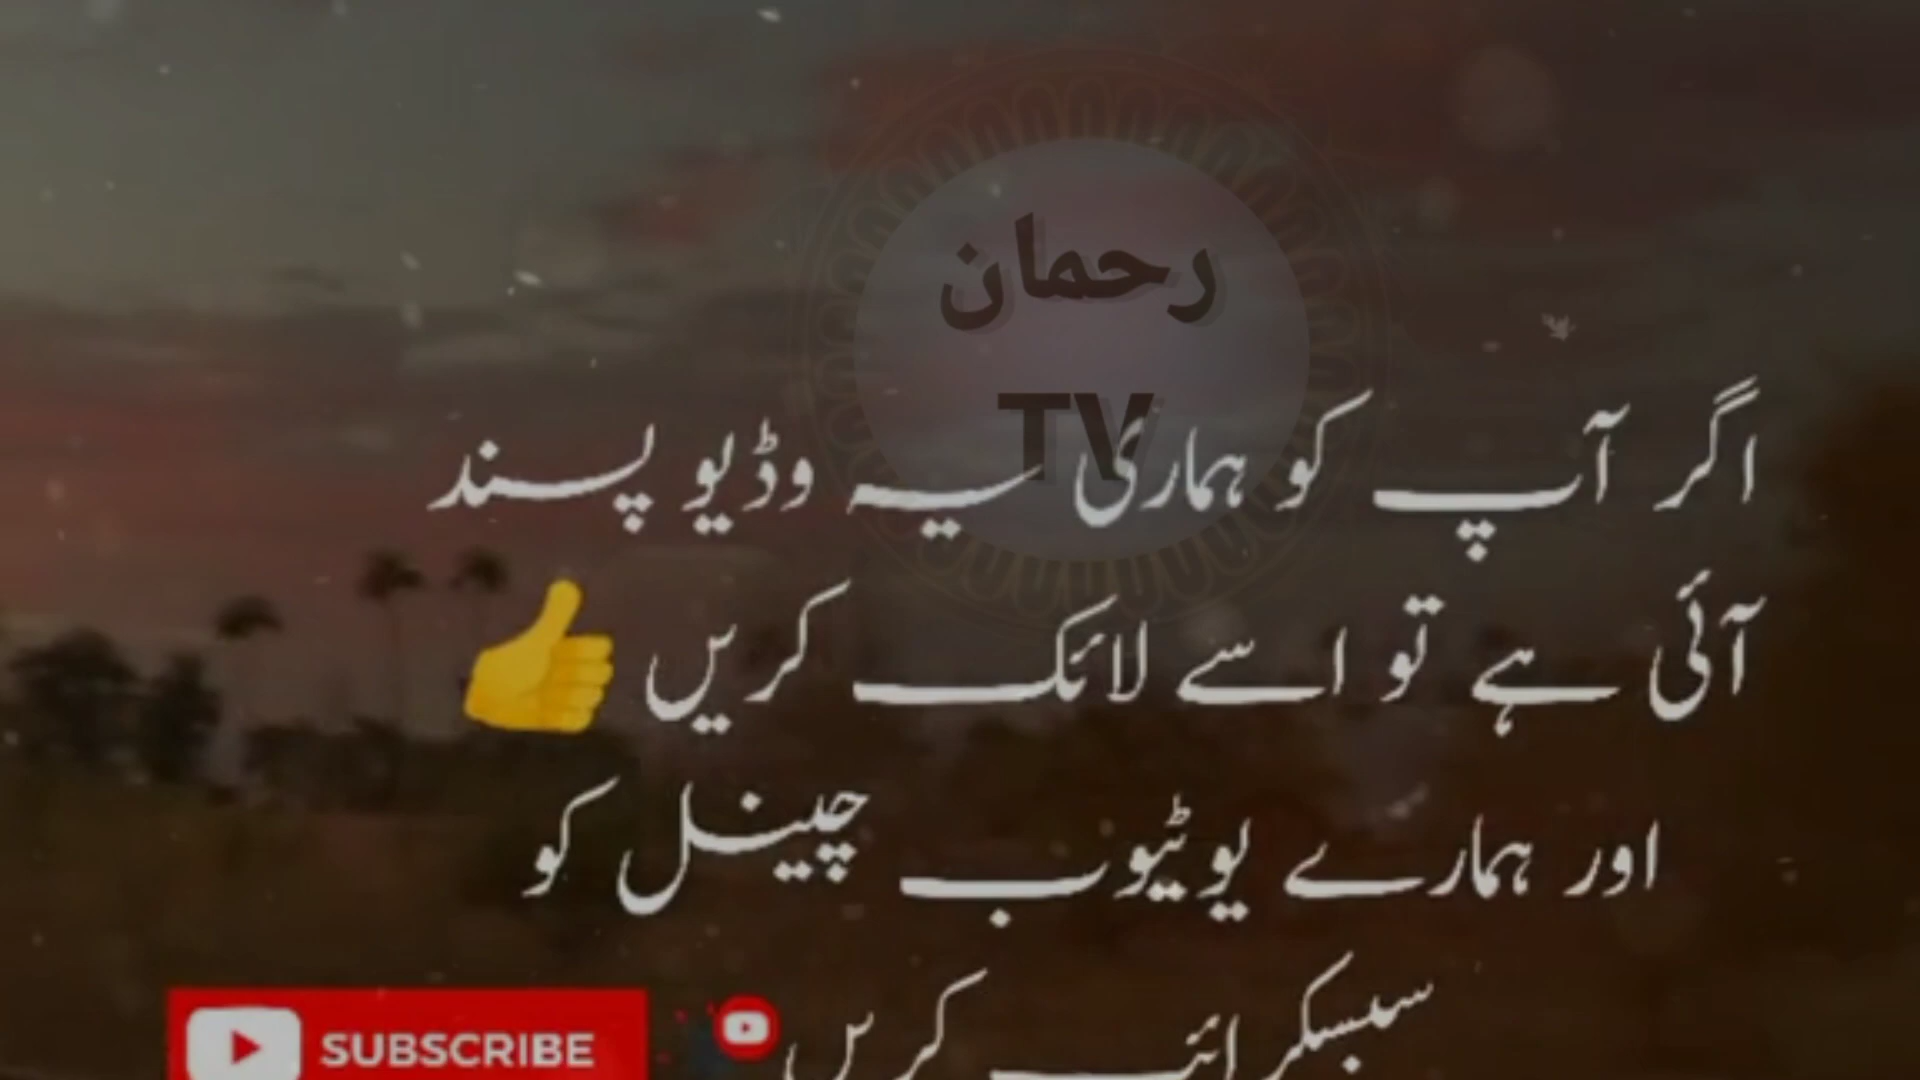 رحمان
TV
اگر آپ کو ہماری یہ وڈیو پسند
آئی ہے تو اسے لائک کریں 👍
اور ہمارے یوٹیوب چینل کو
سبسکرائب کریں
SUBSCRIBE